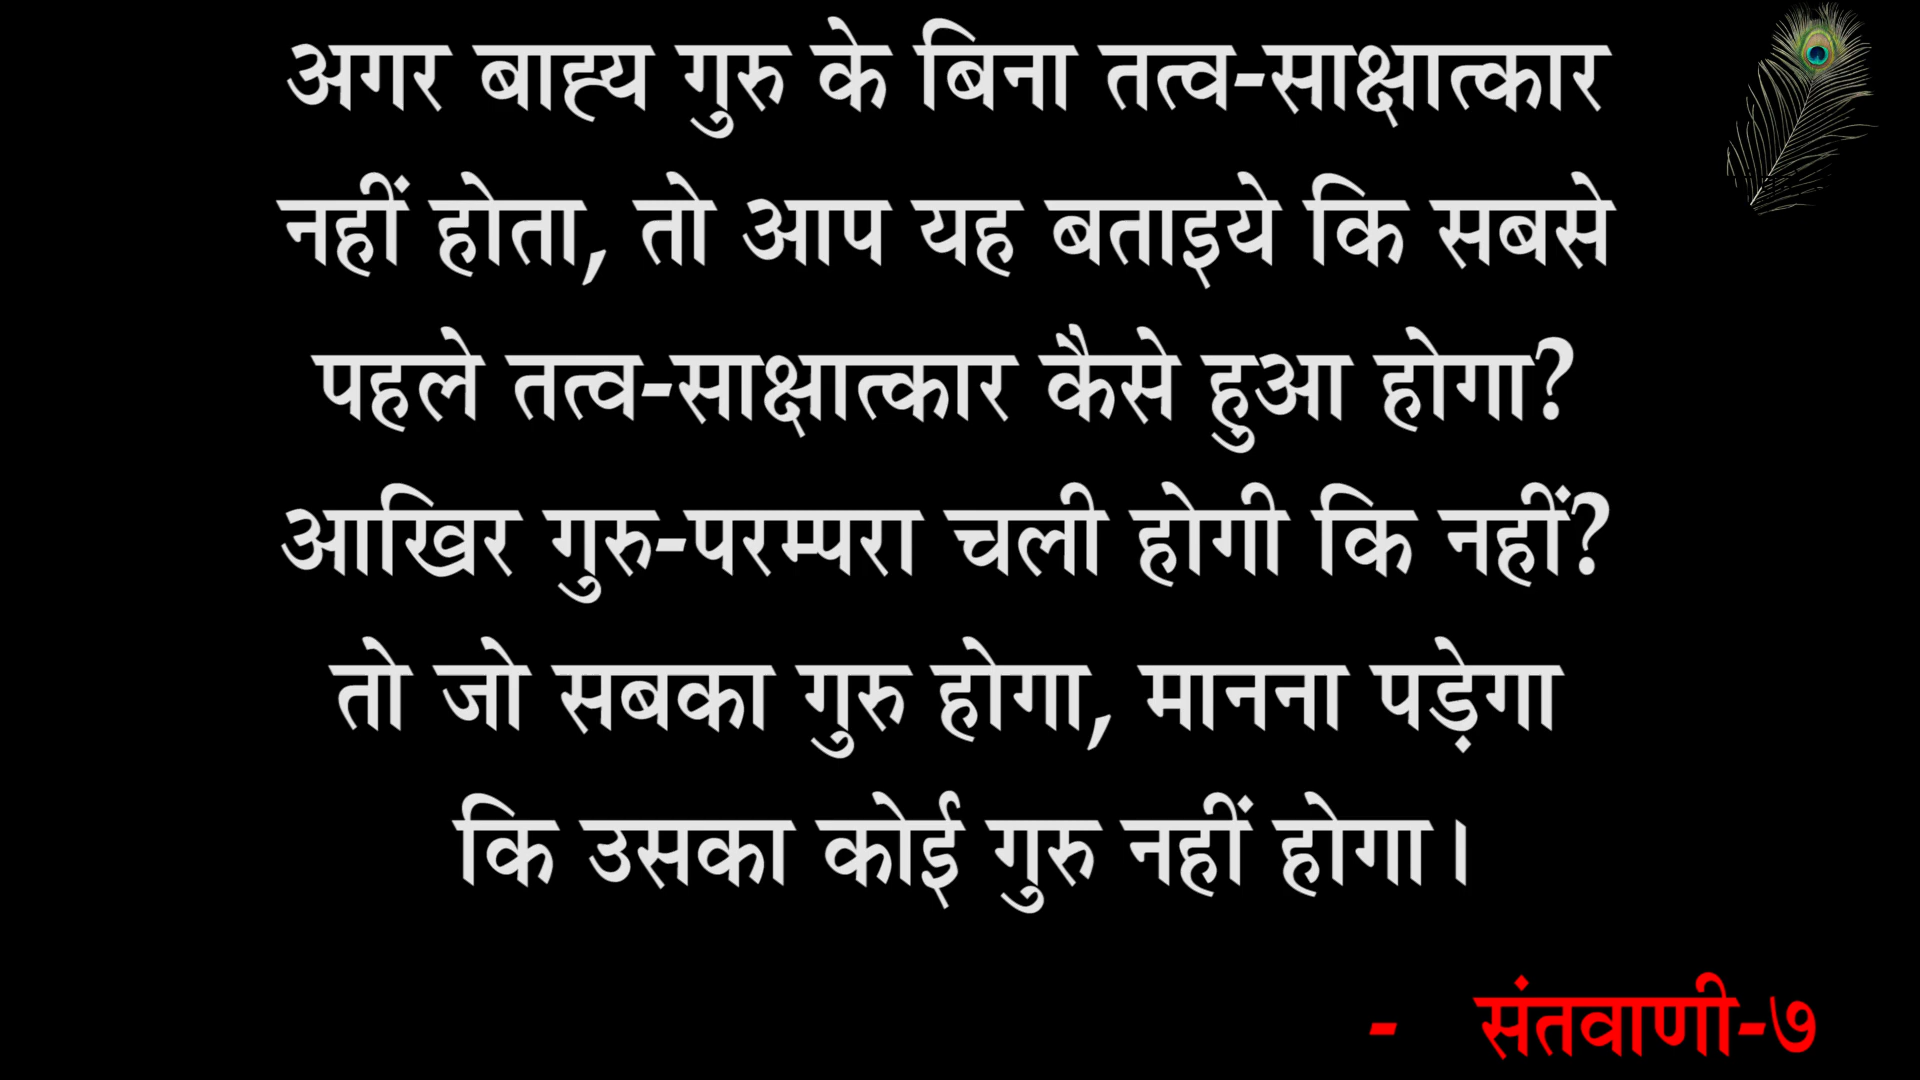 अगर बाह्य गुरु के बिना तत्व-साक्षात्कार
नहीं होता, तो आप यह बताइये कि सबसे
पहले तत्व-साक्षात्कार कैसे हुआ होगा?
आखिर गुरु-परम्परा चली होगी कि नहीं?
तो जो सबका गुरु होगा, मानना पड़ेगा
कि उसका कोई गुरु नहीं होगा।
- संतवाणी-७